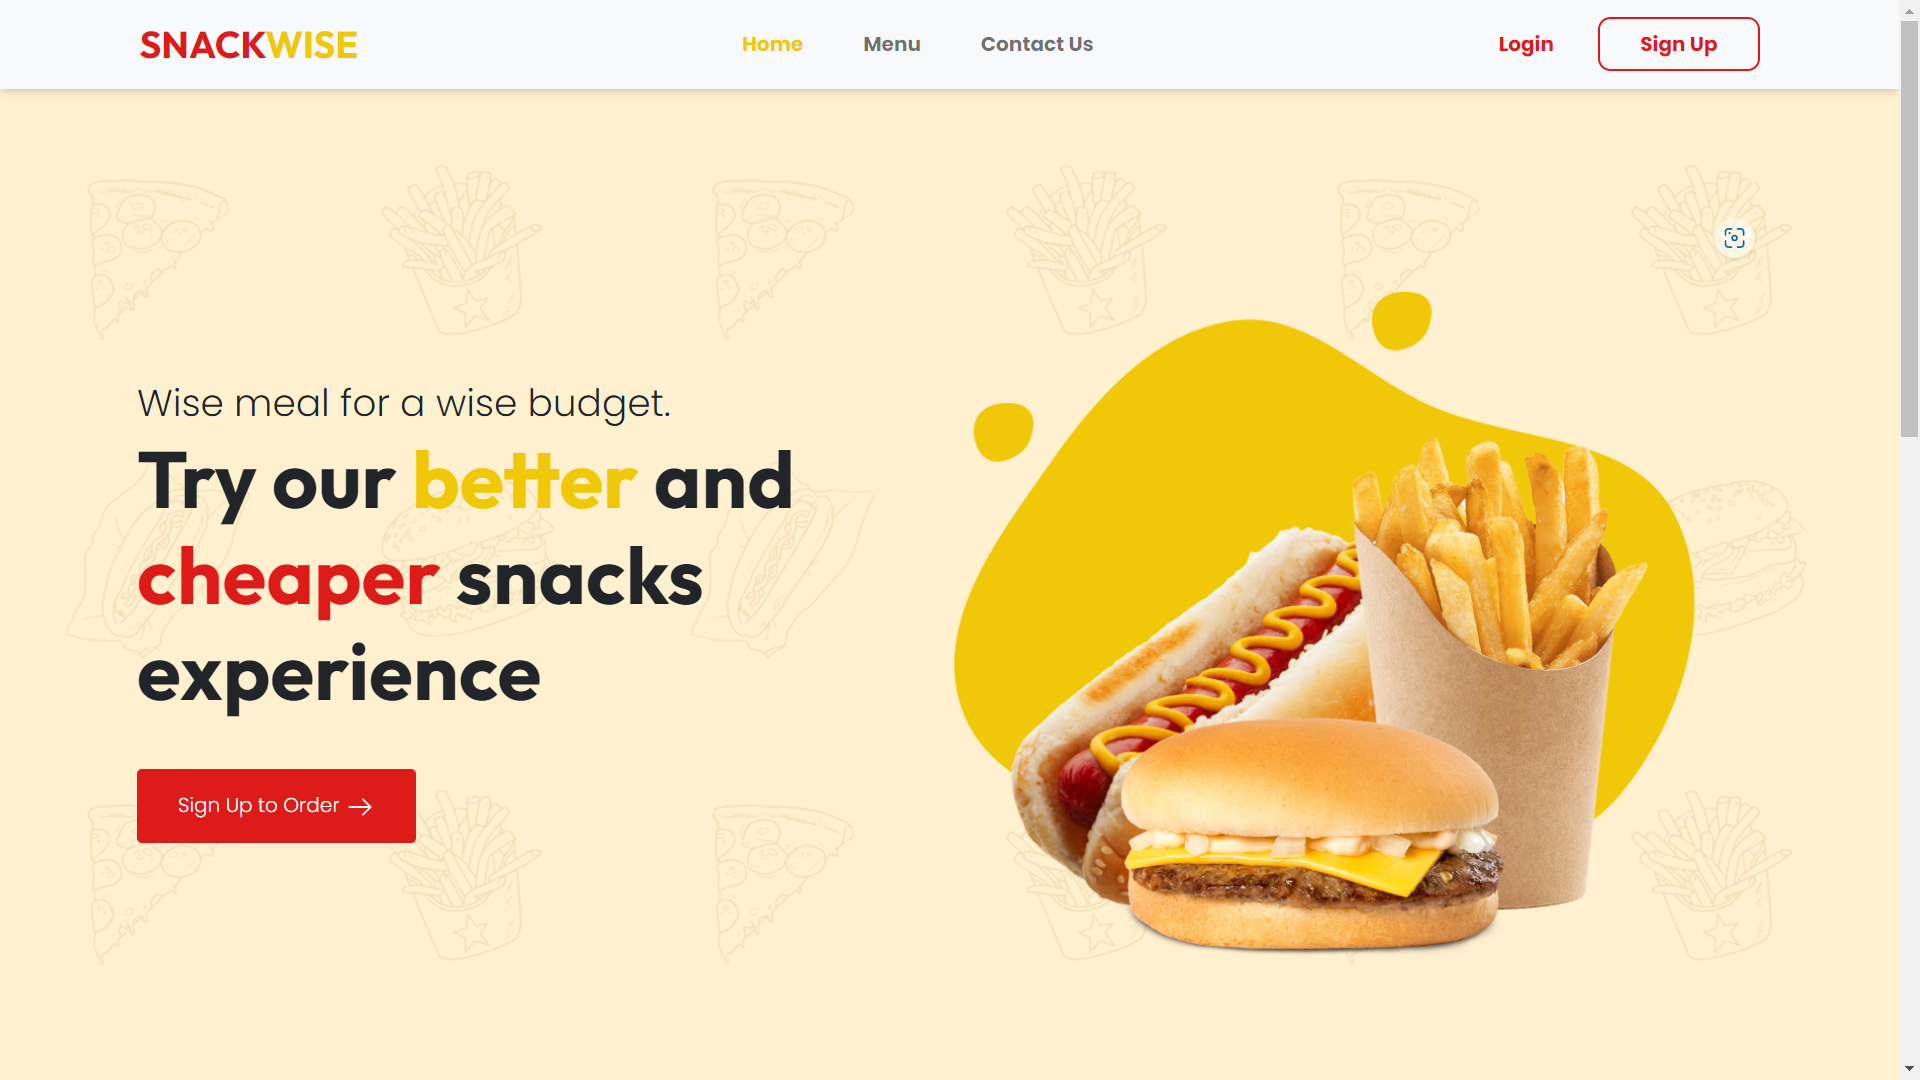 SNACKWISE
Home
Menu
Contact Us
Login
Sign Up
Wise meal for a wise budget.
Try our better and
cheaper snacks
experience
Sign Up to Order →